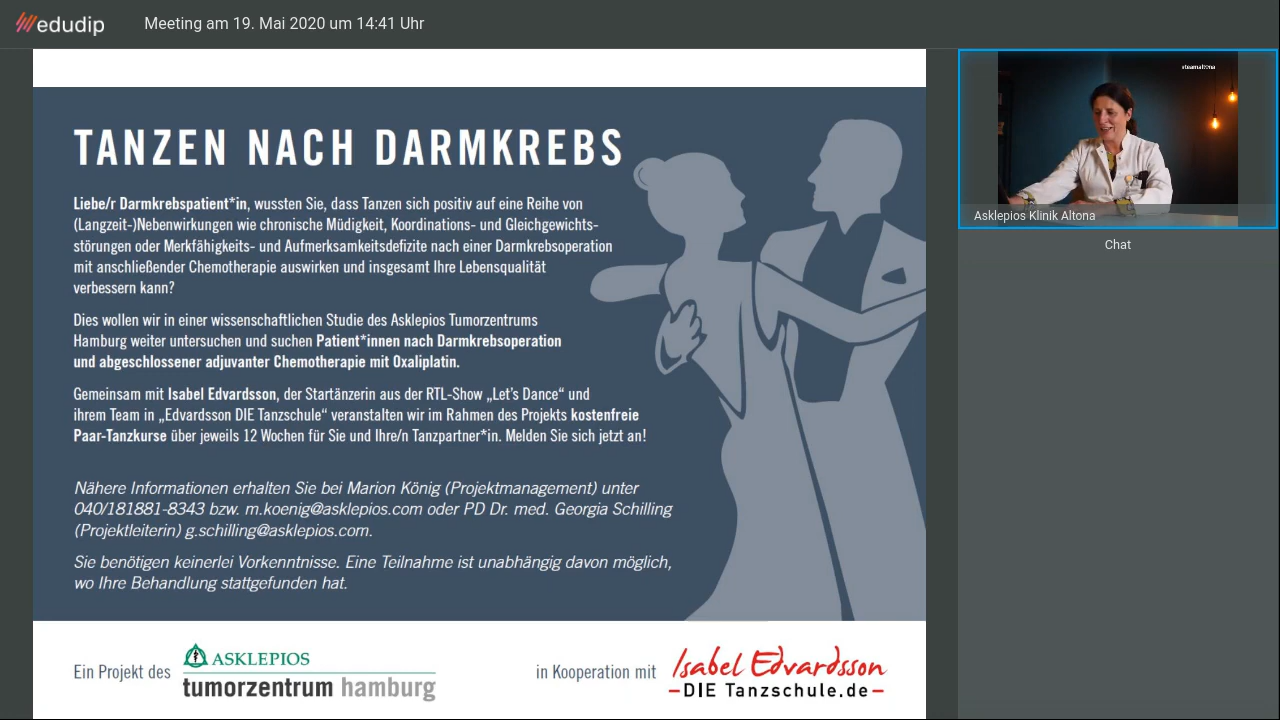 edudip
Meeting am 19. Mai 2020 um 14:41 Uhr
TANZEN NACH DARMKREBS
Liebe/r Darmkrebspatient*in, wussten Sie, dass Tanzen sich positiv auf eine Reihe von
(Langzeit-)Nebenwirkungen wie chronische Müdigkeit, Koordinations- und Gleichgewichts-
störungen oder Merkfähigkeits- und Aufmerksamkeitsdefizite nach einer Darmkrebsoperation
mit anschließender Chemotherapie auswirken und insgesamt Ihre Lebensqualität
verbessern kann?
Dies wollen wir in einer wissenschaftlichen Studie des Asklepios Tumorzentrums
Hamburg weiter untersuchen und suchen Patient*innen nach Darmkrebsoperation
und abgeschlossener adjuvanter Chemotherapie mit Oxaliplatin.
Gemeinsam mit Isabel Edvardsson, der Startänzerin aus der RTL-Show „Let's Dance“ und
ihrem Team in „Edvardsson DIE Tanzschule“ veranstalten wir im Rahmen des Projekts kostenfreie
Paar-Tanzkurse über jeweils 12 Wochen für Sie und Ihre/n Tanzpartner*in. Melden Sie sich jetzt an!
Nähere Informationen erhalten Sie bei Marion König (Projektmanagement) unter
040/181881-8343 bzw. m.koenig@asklepios.com oder PD Dr. med. Georgia Schilling
(Projektleiterin) g.schilling@asklepios.com.
Sie benötigen keinerlei Vorkenntnisse. Eine Teilnahme ist unabhängig davon möglich,
wo Ihre Behandlung stattgefunden hat.
Ein Projekt des
ASKLEPIOS
tumorzentrum hamburg
in Kooperation mit
Isabel Edvardsson
DIE Tanzschule.de
#teamaltona
Asklepios Klinik Altona
Chat